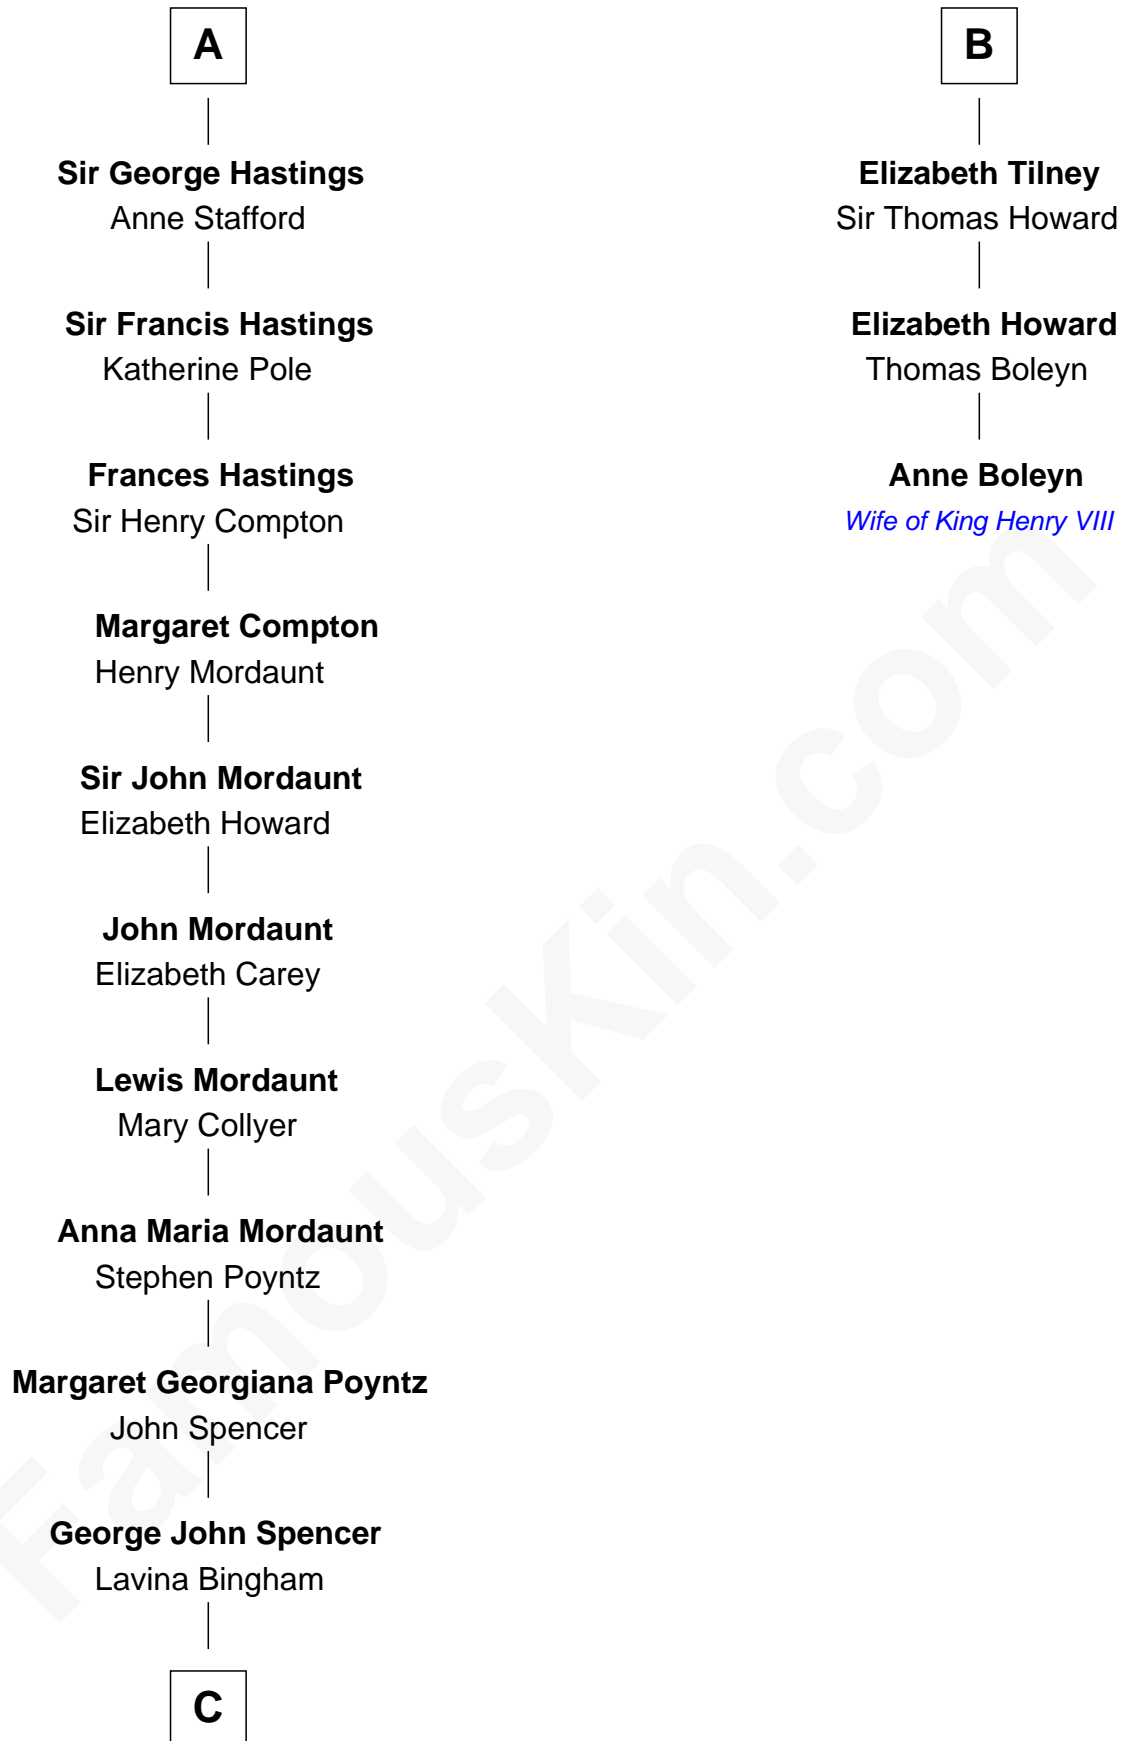 A
Sir George Hastings
Anne Stafford
Sir Francis Hastings
Katherine Pole
Frances Hastings
Sir Henry Compton
Margaret Compton
Henry Mordaunt
Sir John Mordaunt
Elizabeth Howard
John Mordaunt
Elizabeth Carey
Lewis Mordaunt
Mary Collyer
Anna Maria Mordaunt
Stephen Poyntz
Margaret Georgiana Poyntz
John Spencer
George John Spencer
Lavina Bingham
C
B
Elizabeth Tilney
Sir Thomas Howard
Elizabeth Howard
Thomas Boleyn
Anne Boleyn
Wife of King Henry VIII
FamousKin.com